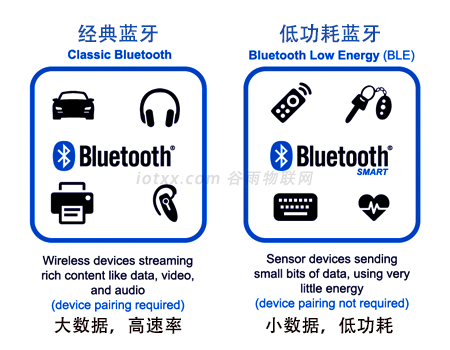 经典蓝牙
Classic Bluetooth
Bluetooth®
Wireless devices streaming
rich content like data, video,
and audio
(device pairing required)
大数据，高速率
低功耗蓝牙
Bluetooth Low Energy (BLE)
Bluetooth®
SMART
Sensor devices sending
small bits of data, using very
little energy
(device pairing not required)
小数据，低功耗
iotxx.com 谷雨物联网